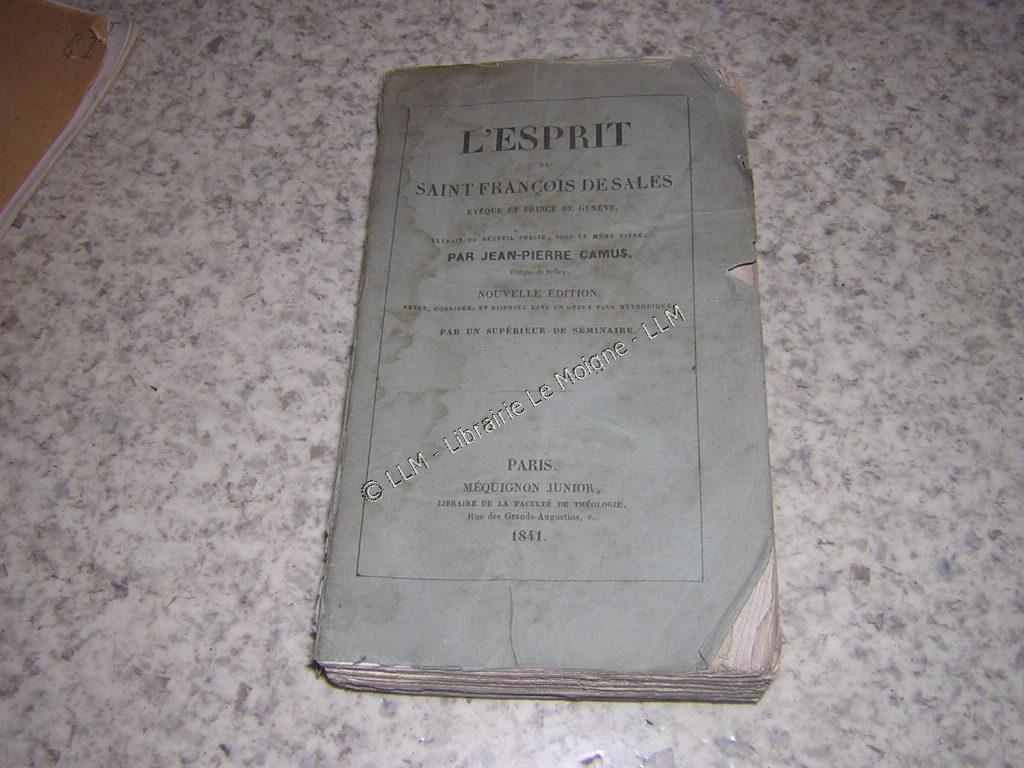 L'ESPRIT
DE
SAINT FRANÇOIS DE SALES
EVÊQUE ET PRINCE DE GENÈVE,
EXTRAIT DU RECUEIL PUBLIÉ, SOUS LE MÊME TITRE,
PAR JEAN-PIERRE CAMUS,
Evêque de Belley.
NOUVELLE ÉDITION,
REVUE, CORRIGÉE, ET DISPOSÉE DANS UN ORDRE PLUS MÉTHODIQUE,
PAR UN SUPÉRIEUR DE SÉMINAIRE.
© LLM - Librairie Le Moigne - LLM
PARIS.
MÉQUIGNON JUNIOR,
LIBRAIRE DE LA FACULTÉ DE THÉOLOGIE,
Rue des Grands-Augustins, 9.
1841.